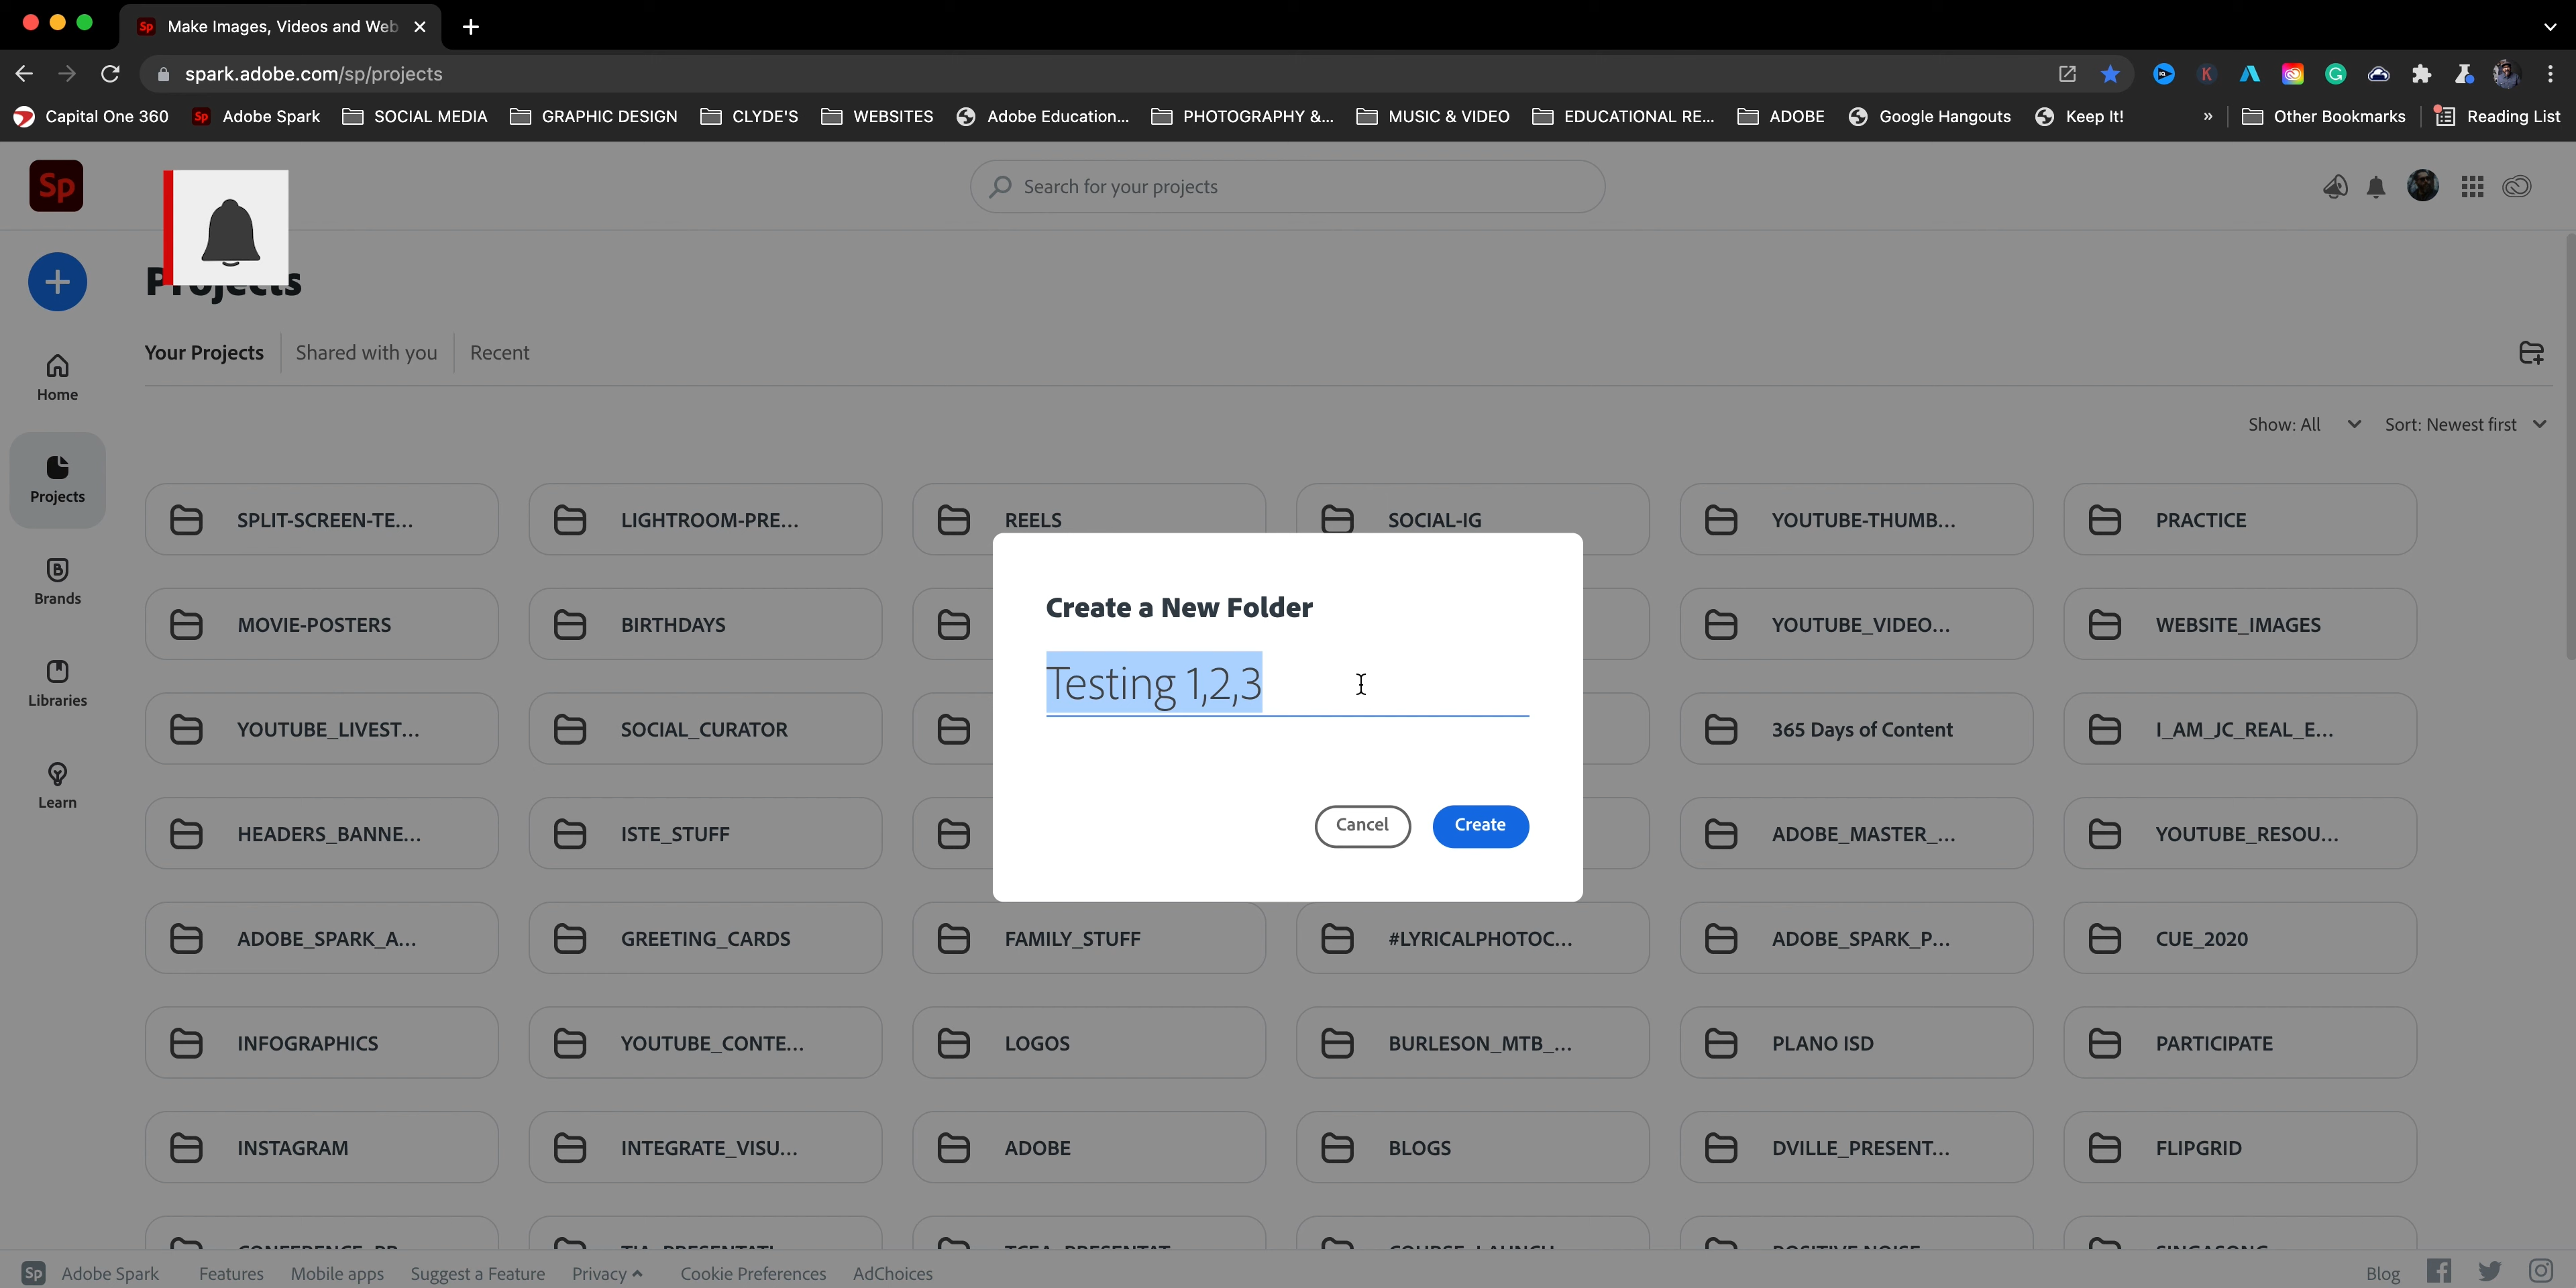 Sp Make Images, Videos and Web
spark.adobe.com/sp/projects
Capital One 360 Sp Adobe Spark SOCIAL MEDIA GRAPHIC DESIGN CLYDE'S WEBSITES Adobe Education... PHOTOGRAPHY &... MUSIC & VIDEO EDUCATIONAL RE... ADOBE Google Hangouts Keep It! » Other Bookmarks Reading List
Sp Search for your projects
Projects
Your Projects Shared with you Recent
Home
Show: All Sort: Newest first
Projects
SPLIT-SCREEN-TE... LIGHTROOM-PRE... REELS SOCIAL-IG YOUTUBE-THUMB... PRACTICE
Brands
MOVIE-POSTERS BIRTHDAYS YOUTUBE_VIDEO... WEBSITE_IMAGES
Create a New Folder
Testing 1,2,3
Libraries
YOUTUBE_LIVEST... SOCIAL_CURATOR 365 Days of Content I_AM_JC_REAL_E...
Learn
Cancel Create
HEADERS_BANNE... ISTE_STUFF ADOBE_MASTER_... YOUTUBE_RESOU...
ADOBE_SPARK_A... GREETING_CARDS FAMILY_STUFF #LYRICALPHOTOC... ADOBE_SPARK_P... CUE_2020
INFOGRAPHICS YOUTUBE_CONTE... LOGOS BURLESON_MTB_... PLANO ISD PARTICIPATE
INSTAGRAM INTEGRATE_VISU... ADOBE BLOGS DVILLE_PRESENT... FLIPGRID
Sp Adobe Spark Features Mobile apps Suggest a Feature Privacy Cookie Preferences AdChoices Blog